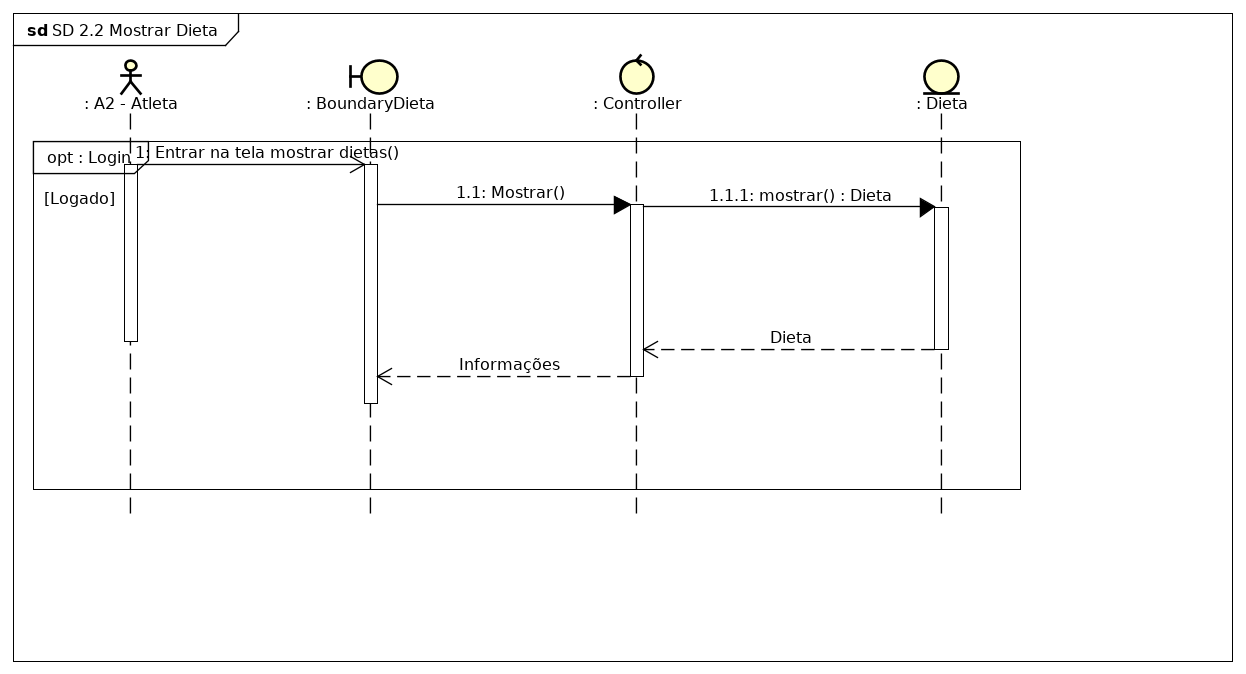 sd SD 2.2 Mostrar Dieta
: A2 - Atleta
: BoundaryDieta
: Controller
: Dieta
opt : Login
1: Entrar na tela mostrar dietas()
[Logado]
1.1: Mostrar()
1.1.1: mostrar() : Dieta
Dieta
Informações